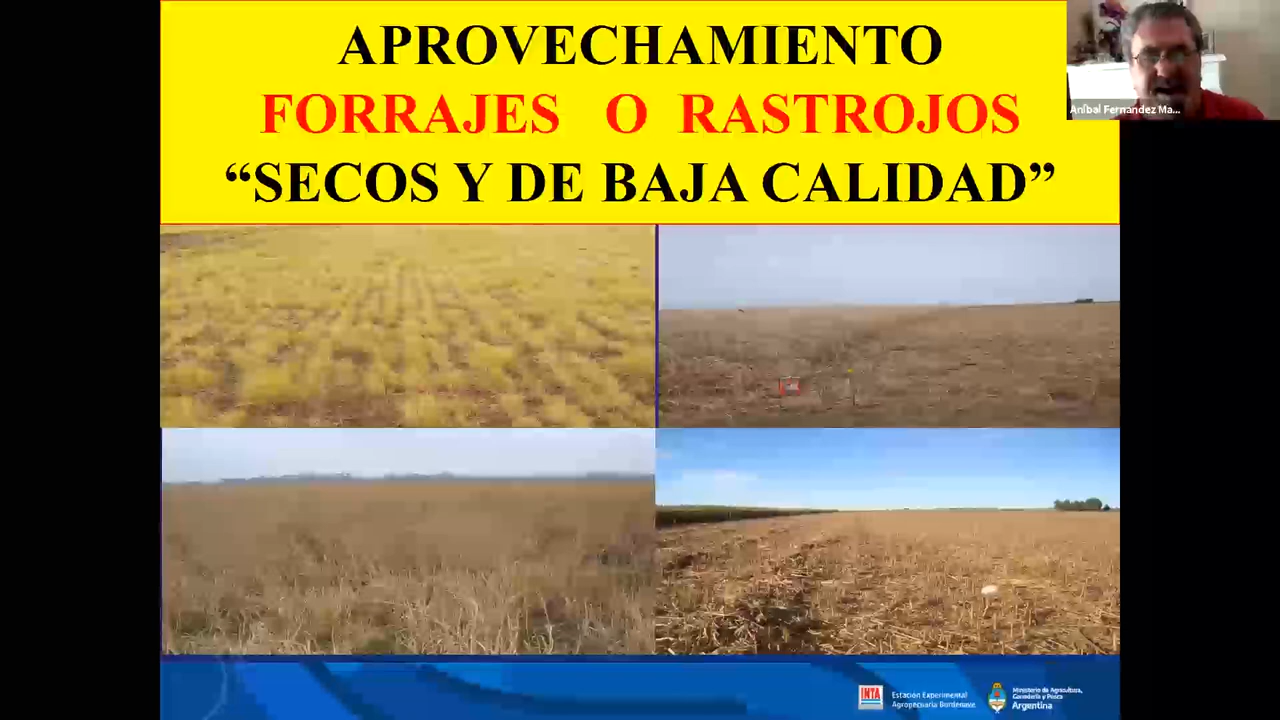 APROVECHAMIENTO
FORRAJES O RASTROJOS
“SECOS Y DE BAJA CALIDAD”
Aníbal Fernandez Ma...
INTA
Estación Experimental
Agropecuaria Bordenave
Ministerio de Agricultura,
Ganadería y Pesca
Argentina